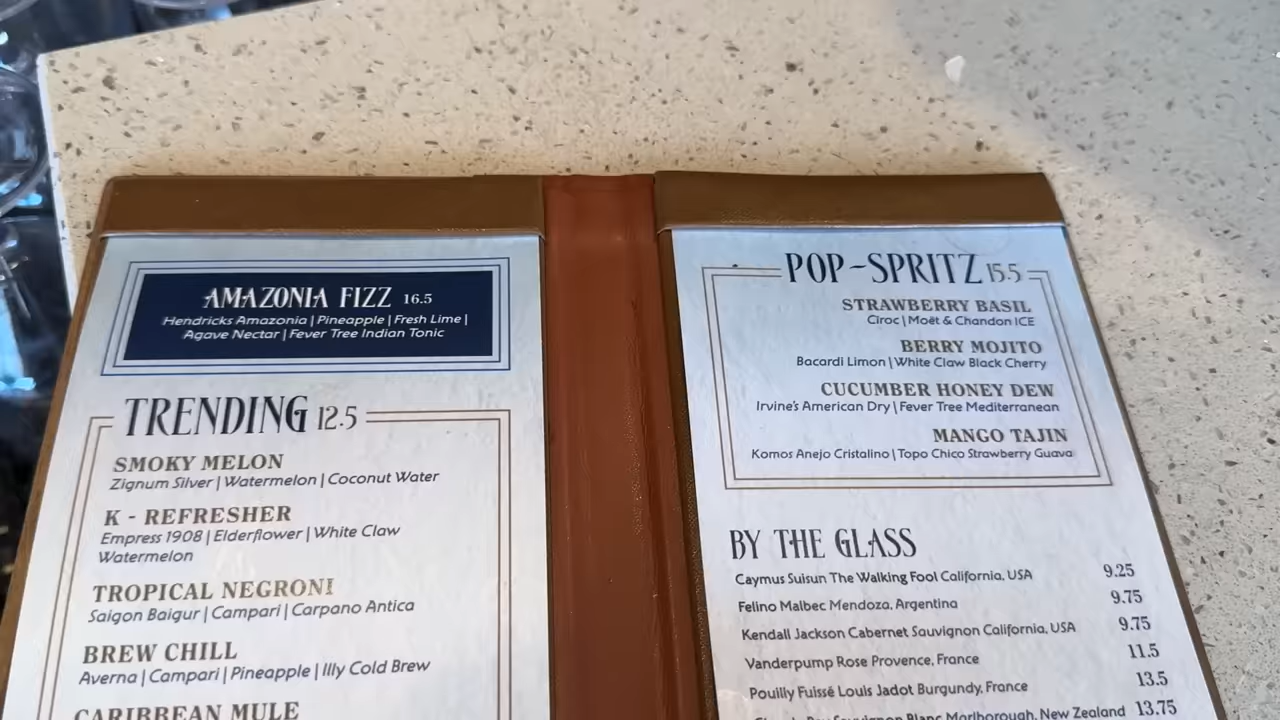 AMAZONIA FIZZ 16.5
Hendricks Amazonia | Pineapple | Fresh Lime |
Agave Nectar | Fever Tree Indian Tonic
TRENDING 12.5
SMOKY MELON
Zignum Silver | Watermelon | Coconut Water
K - REFRESHER
Empress 1908 | Elderflower | White Claw
Watermelon
TROPICAL NEGRONI
Saigon Baigur | Campari | Carpano Antica
BREW CHILL
Averna | Campari | Pineapple | Illy Cold Brew
CARIBBEAN MULE
POP-SPRITZ 15.5
STRAWBERRY BASIL
Ciroc | Moët & Chandon ICE
BERRY MOJITO
Bacardi Limon | White Claw Black Cherry
CUCUMBER HONEY DEW
Irvine's American Dry | Fever Tree Mediterranean
MANGO TAJIN
Komos Anejo Cristalino | Topo Chico Strawberry Guava
BY THE GLASS
Caymus Suisun The Walking Fool California, USA 9.25
Felino Malbec Mendoza, Argentina 9.75
Kendall Jackson Cabernet Sauvignon California, USA 9.75
Vanderpump Rose Provence, France 11.5
Pouilly Fuissé Louis Jadot Burgundy, France 13.5
Sauvignon Blanc Marlborough, New Zealand 13.75